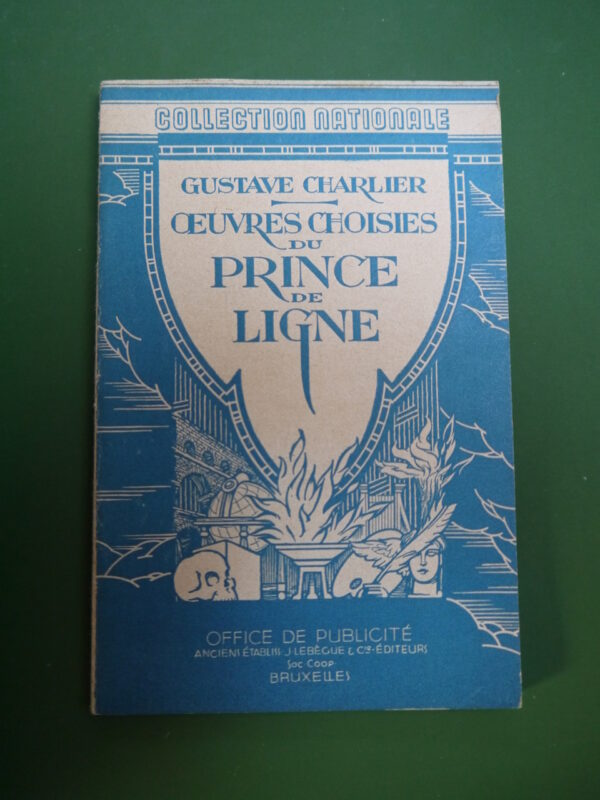 COLLECTION NATIONALE
GUSTAVE CHARLIER
ŒUVRES CHOISIES
DU
PRINCE
DE
LIGNE
OFFICE DE PUBLICITÉ
ANCIENS ÉTABLISS. J. LEBÈGUE & Cie - ÉDITEURS
SOC COOP
BRUXELLES